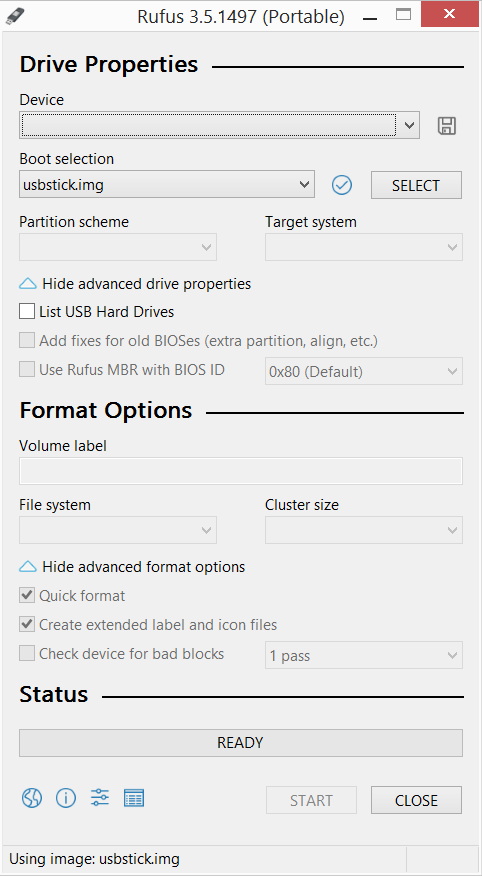 Rufus 3.5.1497 (Portable)
Drive Properties
Device
Boot selection
usbstick.img
SELECT
Partition scheme
Target system
Hide advanced drive properties
List USB Hard Drives
Add fixes for old BIOSes (extra partition, align, etc.)
Use Rufus MBR with BIOS ID
0x80 (Default)
Format Options
Volume label
File system
Cluster size
Hide advanced format options
Quick format
Create extended label and icon files
Check device for bad blocks
1 pass
Status
READY
START
CLOSE
Using image: usbstick.img